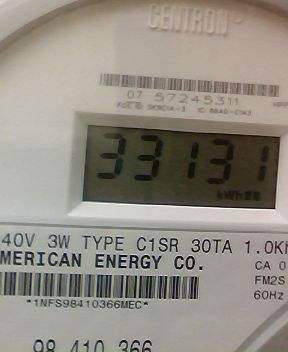 CENTRON
07 57245311
33131
kWh
40V 3W TYPE C1SR 30TA 1.0K
MERICAN ENERGY CO.
CA 0
FM2S
*1NFS98410366MEC*
60Hz
98 410 366